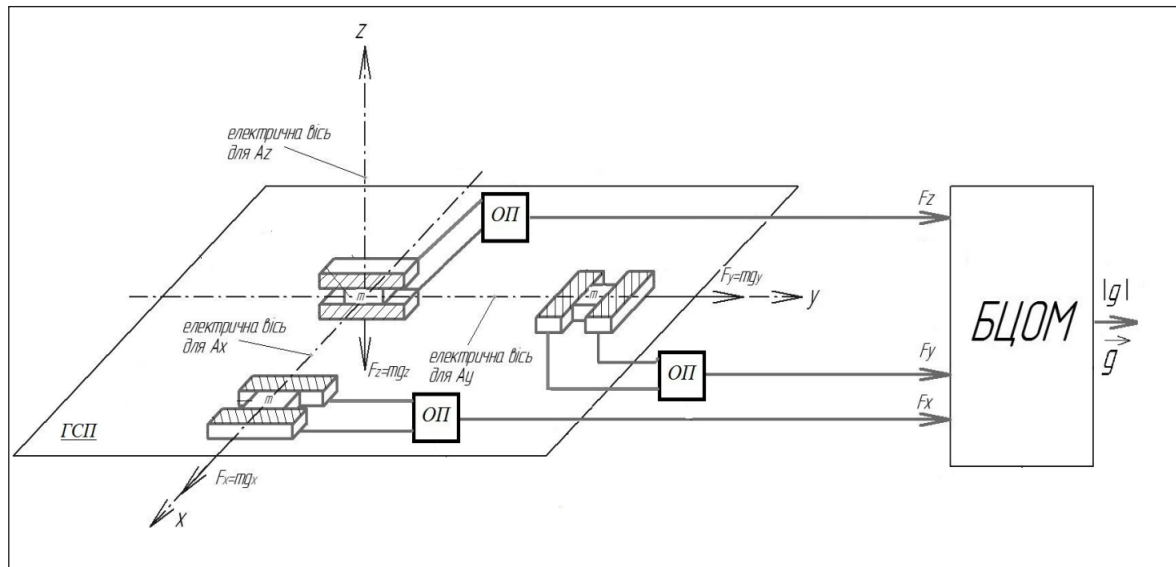 z
електрична вісь
для Az
ОП
Fz
m
Fy=mgy
m
y
електрична вісь
для Ax
Fz=mgz
електрична вісь
для Ay
БЦОМ
|g|
g
ОП
Fy
m
ОП
Fx
ГСП
Fx=mgx
x